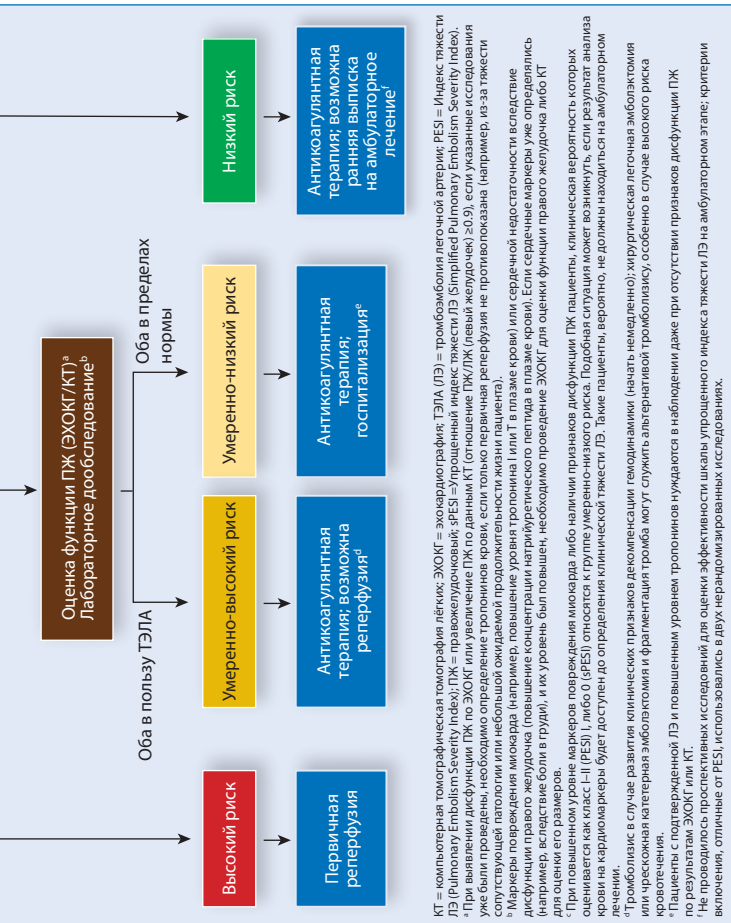 Оценка функции ПЖ (ЭХОКГ/КТ)ᵃ
Лабораторное дообследованиеᵇ
Оба в пользу ТЭЛА
Оба в пределах
нормы
Высокий риск
Умеренно-высокий риск
Умеренно-низкий риск
Низкий риск
Первичная
реперфузия
Антикоагулянтная
терапия; возможна
реперфузияᵈ
Антикоагулянтная
терапия;
госпитализацияᵉ
Антикоагулянтная
терапия; возможна
ранняя выписка
на амбулаторное
лечениеᶠ
КТ = компьютерная томографическая томография лёгких; ЭХОКГ = эхокардиография; ТЭЛА (ЛЭ) = тромбоэмболия легочной артерии; PESI = Индекс тяжести
ЛЭ (Pulmonary Embolism Severity Index); ПЖ = правожелудочковый; sPESI =Упрощенный индекс тяжести ЛЭ (Simplified Pulmonary Embolism Severity Index).
ᵃ При выявлении дисфункции ПЖ по ЭХОКГ или увеличение ПЖ по данным КТ (отношение ПЖ/ПЖ (левый желудочек) ≥0.9), если указанные исследования
уже были проведены, необходимо определение тропонинов крови, если только первичная реперфузия не противопоказана (например, из-за тяжести
сопутствующей патологии или небольшой ожидаемой продолжительности жизни пациента).
ᵇ Маркеры повреждения миокарда (например, повышение уровня тропонина I или Т в плазме крови) или сердечной недостаточности вследствие
дисфункции правого желудочка (повышение концентрации натрийуретического пептида в плазме крови). Если сердечные маркеры уже определялись
(например, вследствие боли в груди), и их уровень был повышен, необходимо проведение ЭХОКГ для оценки функции правого желудочка либо КТ
для оценки его размеров.
ᶜ При повышенном уровне маркеров повреждения миокарда либо наличии признаков дисфункции ПЖ пациенты, клиническая вероятность которых
оценивается как класс I–II (PESI) I, либо 0 (sPESI) относятся к группе умеренно-низкого риска. Подобная ситуация может возникнуть, если результат анализа
крови на кардиомаркеры будет доступен до определения клинической тяжести ЛЭ. Такие пациенты, вероятно, не должны находиться на амбулаторном
лечении.
ᵈ Тромболизис в случае развития клинических признаков декомпенсации гемодинамики (начать немедленно); хирургическая легочная эмболэктомия
или чрескожная катетерная эмболэктомия и фрагментация тромба могут служить альтернативой тромболизису, особенно в случае высокого риска
кровотечения.
ᵉ Пациенты с подтвержденной ЛЭ и повышенным уровнем тропонинов нуждаются в наблюдении даже при отсутствии признаков дисфункции ПЖ
по результатам ЭХОКГ или КТ.
ᶠ Не проводилось проспективных исследовний для оценки эффективности шкалы упрощенного индекса тяжести ЛЭ на амбулаторном этапе; критерии
включения, отличные от PESI, использовались в двух нерандомизированных исследованиях.